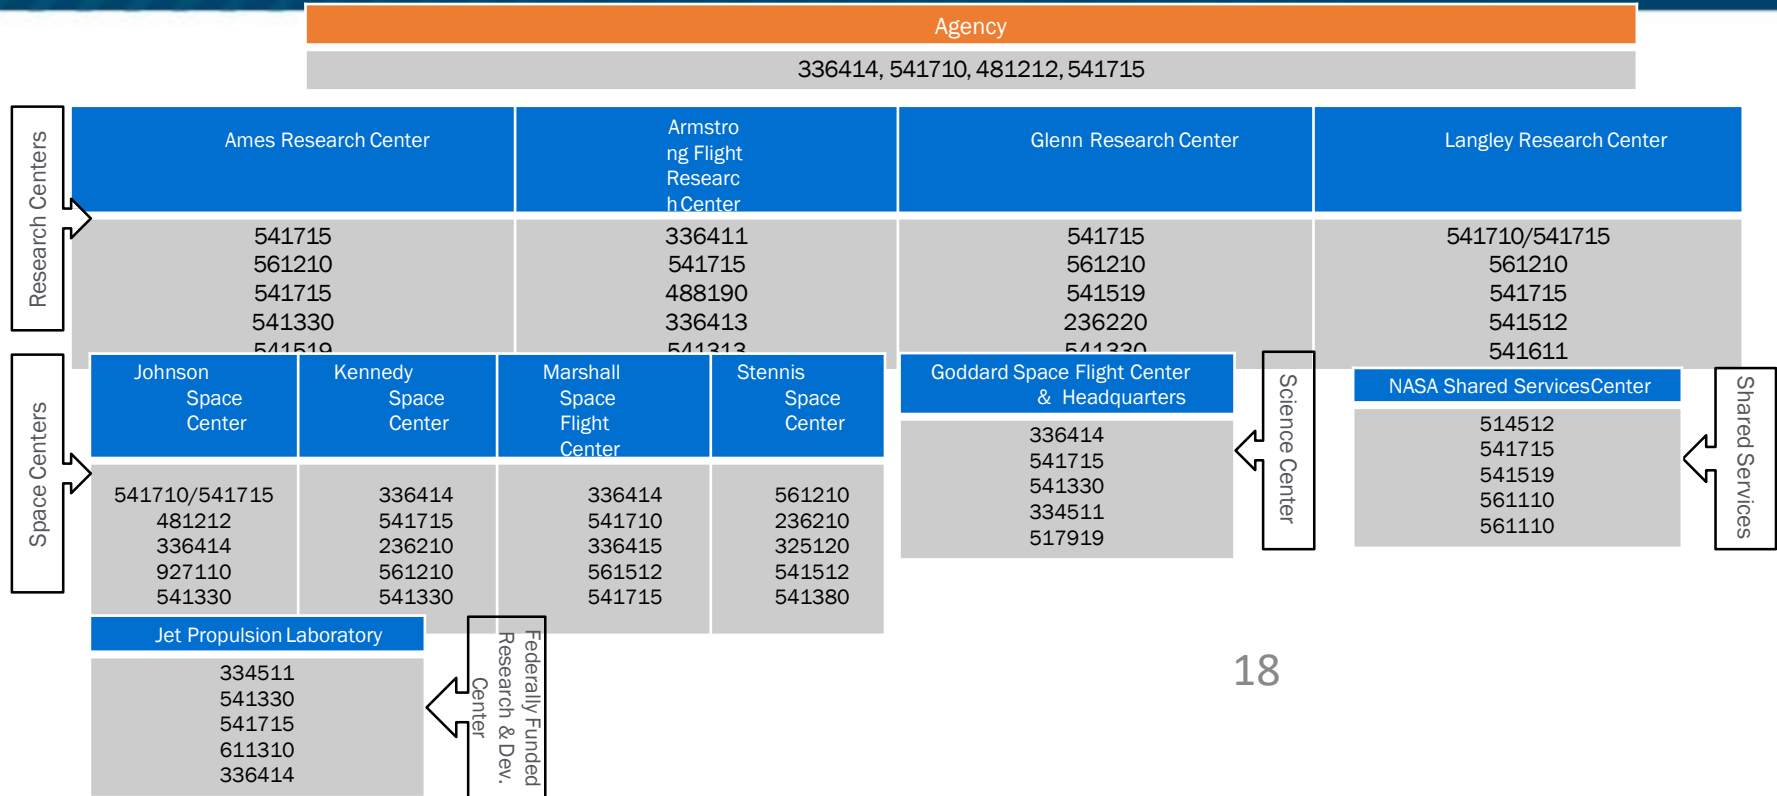 Agency
336414, 541710, 481212, 541715
Research Centers
Ames Research Center
541715
561210
541715
541330
541519
Armstro
ng Flight
Researc
h Center
336411
541715
488190
336413
541313
Glenn Research Center
541715
561210
541519
236220
541330
Langley Research Center
541710/541715
561210
541715
541512
541611
Space Centers
Johnson
Space
Center
541710/541715
481212
336414
927110
541330
Kennedy
Space
Center
336414
541715
236210
561210
541330
Marshall
Space
Flight
Center
336414
541710
336415
561512
541715
Stennis
Space
Center
561210
236210
325120
541512
541380
Goddard Space Flight Center
& Headquarters
336414
541715
541330
334511
517919
Science Center
NASA Shared ServicesCenter
514512
541715
541519
561110
561110
Shared Services
Jet Propulsion Laboratory
334511
541330
541715
611310
336414
Federally Funded
Research & Dev.
Center
18